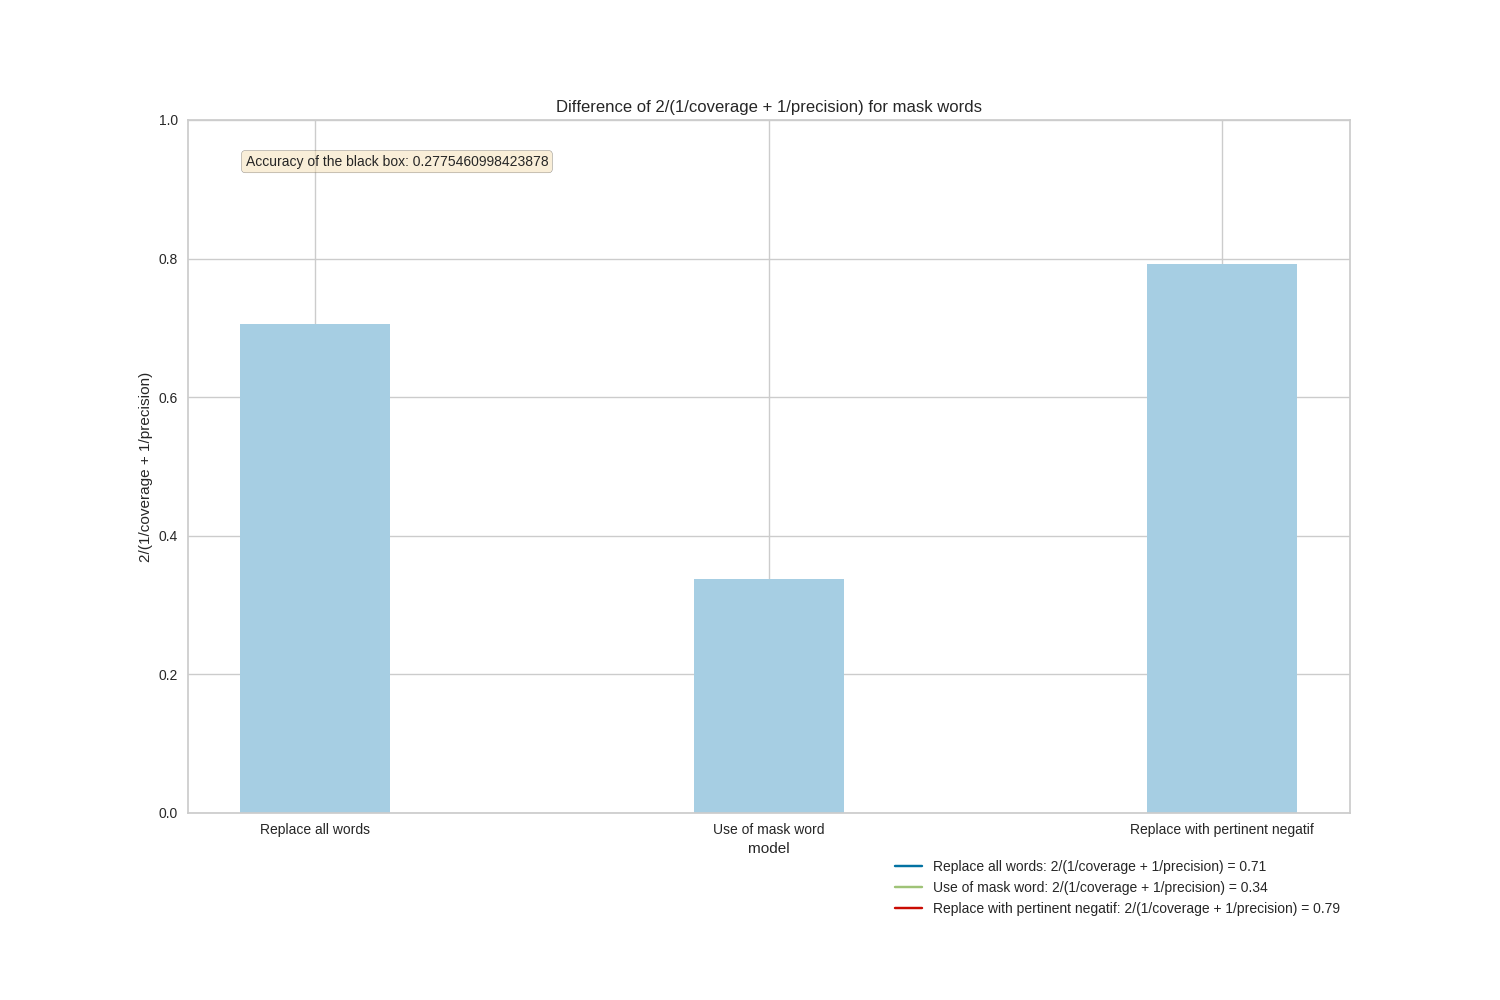 Difference of 2/(1/coverage + 1/precision) for mask words
1.0
Accuracy of the black box: 0.2775460998423878
0.8
0.6
0.4
0.2
0.0
2/(1/coverage + 1/precision)
Replace all words
Use of mask word
Replace with pertinent negatif
model
Replace all words: 2/(1/coverage + 1/precision) = 0.71
Use of mask word: 2/(1/coverage + 1/precision) = 0.34
Replace with pertinent negatif: 2/(1/coverage + 1/precision) = 0.79